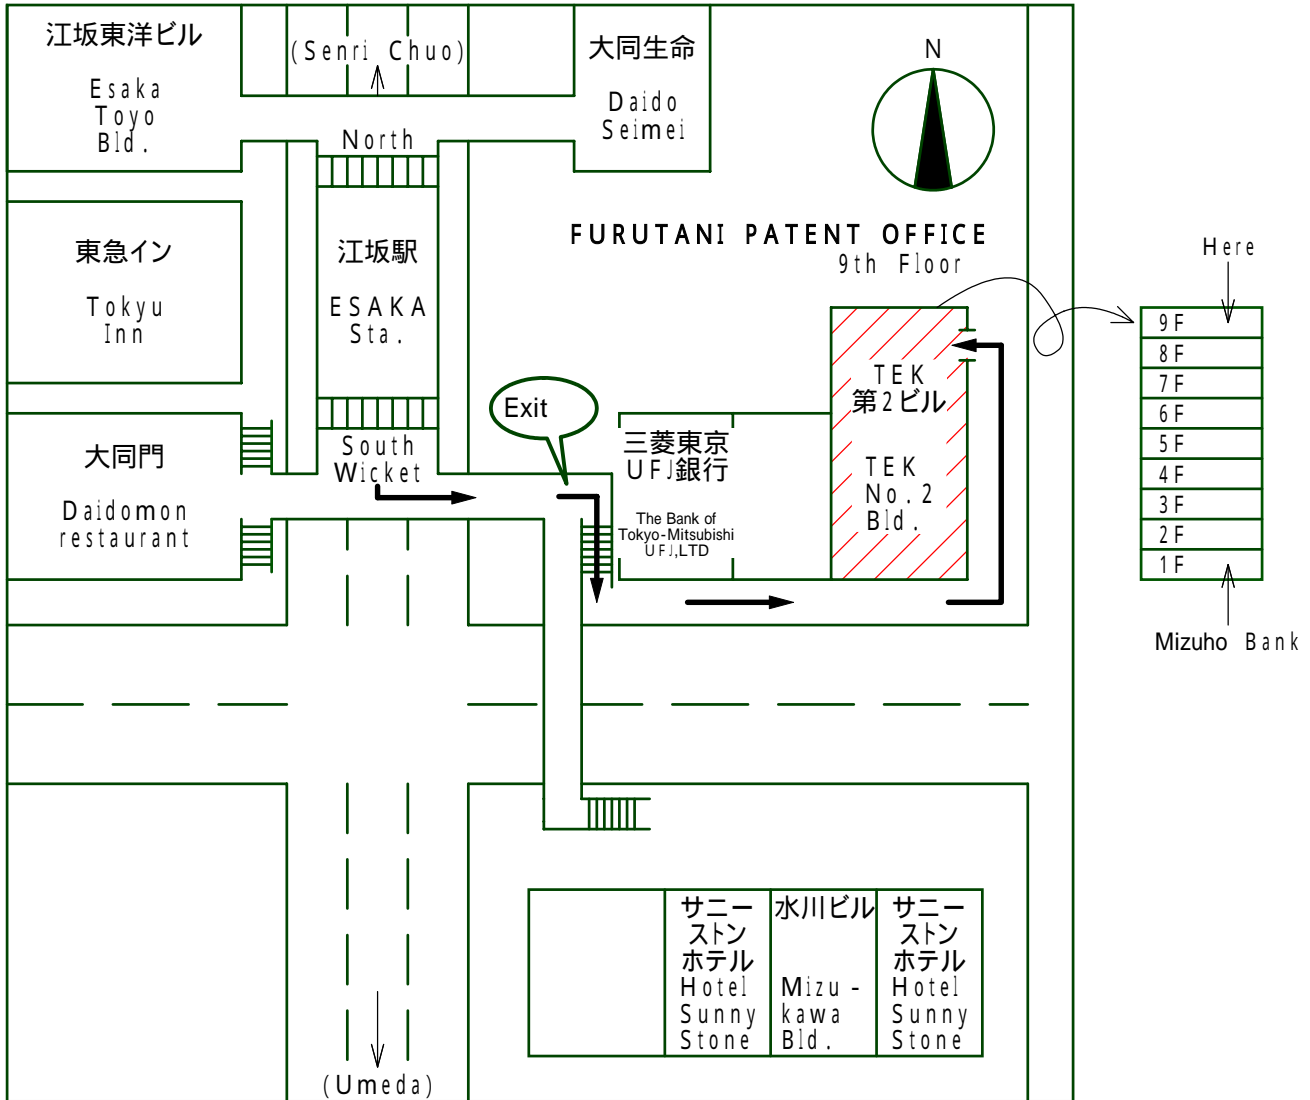 江坂東洋ビル
Esaka
Toyo
Bld.
(Senri Chuo)
大同生命
Daido
Seimei
N
North
東急イン
Tokyu
Inn
江坂駅
ESAKA
Sta.
FURUTANI PATENT OFFICE
9th Floor
Here
9F
8F
7F
6F
5F
4F
3F
2F
1F
Mizuho Bank
TEK
第2ビル
TEK
No.2
Bld.
Exit
大同門
Daidomon
restaurant
South
Wicket
三菱東京
UFJ銀行
The Bank of
Tokyo-Mitsubishi
UFJ,LTD
サニー
ストン
ホテル
Hotel
Sunny
Stone
水川ビル
Mizu-
kawa
Bld.
サニー
ストン
ホテル
Hotel
Sunny
Stone
(Umeda)